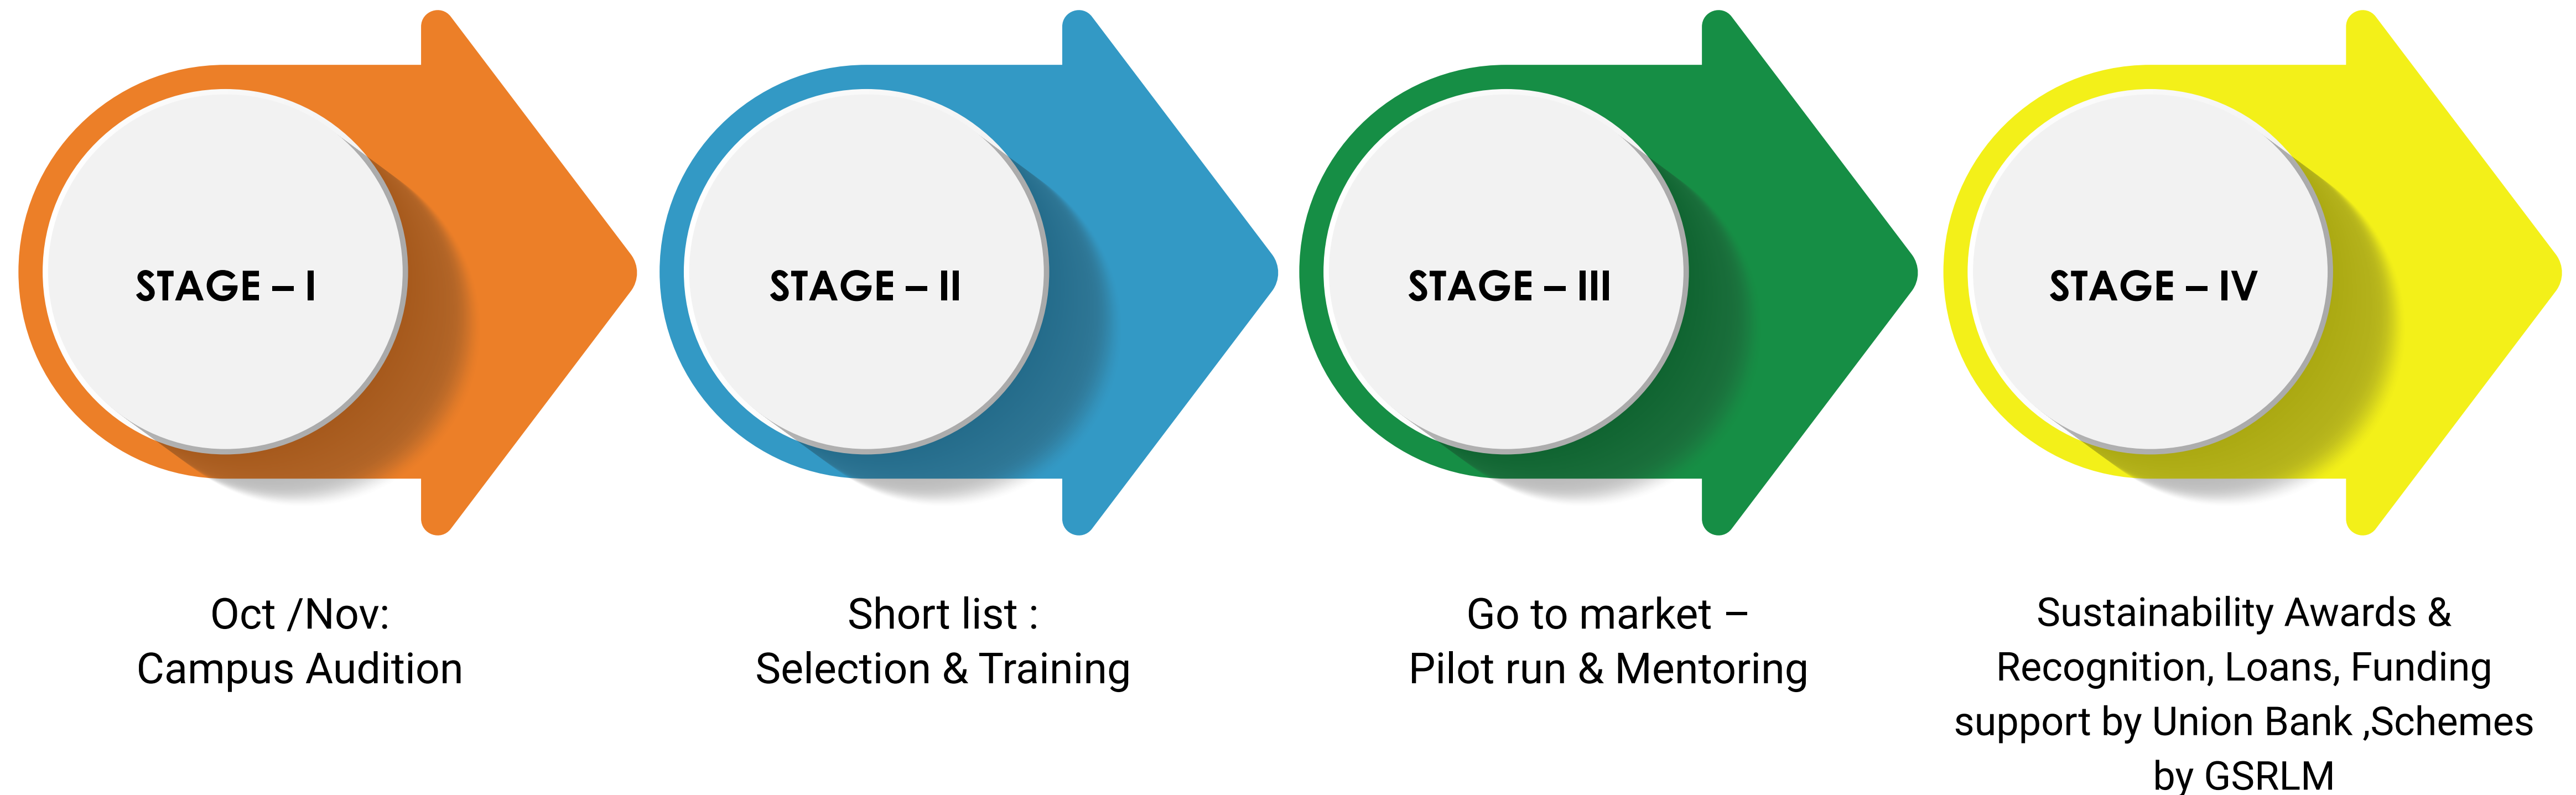 STAGE – I
Oct /Nov:
Campus Audition
STAGE – II
Short list :
Selection & Training
STAGE – III
Go to market –
Pilot run & Mentoring
STAGE – IV
Sustainability Awards &
Recognition, Loans, Funding
support by Union Bank ,Schemes
by GSRLM